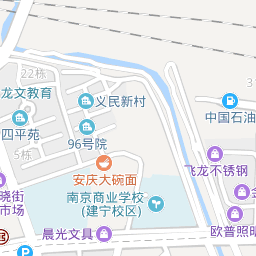 22栋
龙文教育
义民新村
四平苑
中国石油
96号院
5栋
安庆大碗面
飞龙不锈钢
南京商业学校
(建宁校区)
晓街
市场
晨光文具
欧普照明